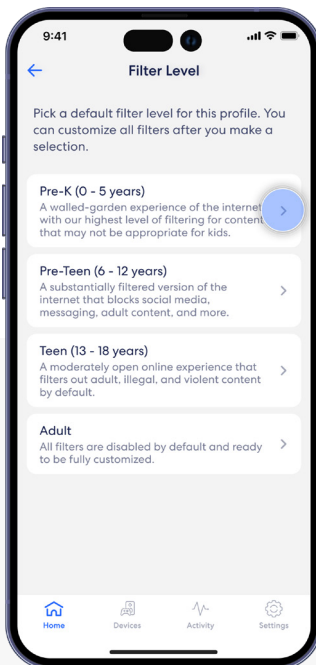 9:41
Filter Level
Pick a default filter level for this profile. You
can customize all filters after you make a
selection.
Pre-K (0 - 5 years)
A walled-garden experience of the internet
with our highest level of filtering for content
that may not be appropriate for kids.
Pre-Teen (6 - 12 years)
A substantially filtered version of the
internet that blocks social media,
messaging, adult content, and more.
Teen (13 - 18 years)
A moderately open online experience that
filters out adult, illegal, and violent content
by default.
Adult
All filters are disabled by default and ready
to be fully customized.
Home Devices Activity Settings